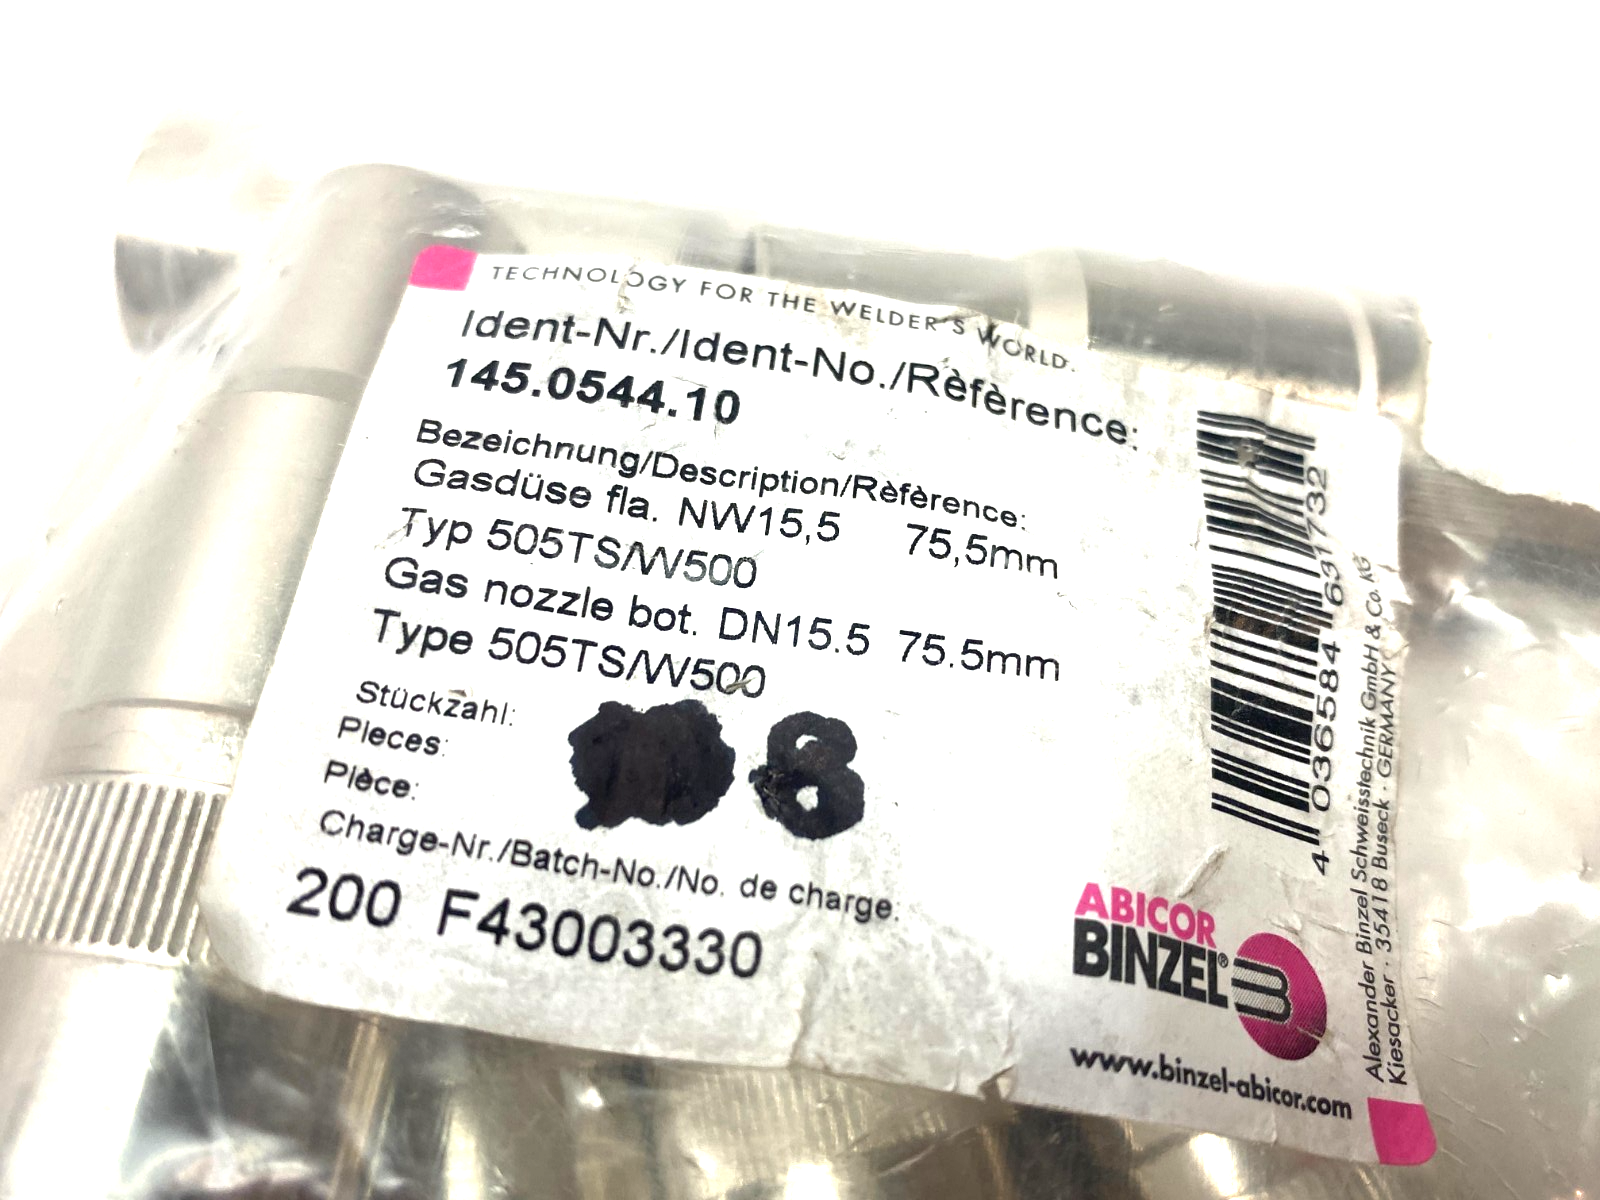 TECHNOLOGY FOR THE WELDER'S WORLD.
Ident-Nr./Ident-No./Rèfèrence:
145.0544.10
Bezeichnung/Description/Rèfèrence:
Gasdüse fla. NW15,5 75,5mm
Typ 505TS/W500
Gas nozzle bot. DN15.5 75.5mm
Type 505TS/W500
Stückzahl:
Pieces:
Pièce:
8
Charge-Nr./Batch-No./No. de charge:
200 F43003330
4 036584 631732
Alexander Binzel Schweisstechnik GmbH & Co. KG
Kiesacker · 35418 Buseck · GERMANY
ABICOR
BINZEL®
www.binzel-abicor.com